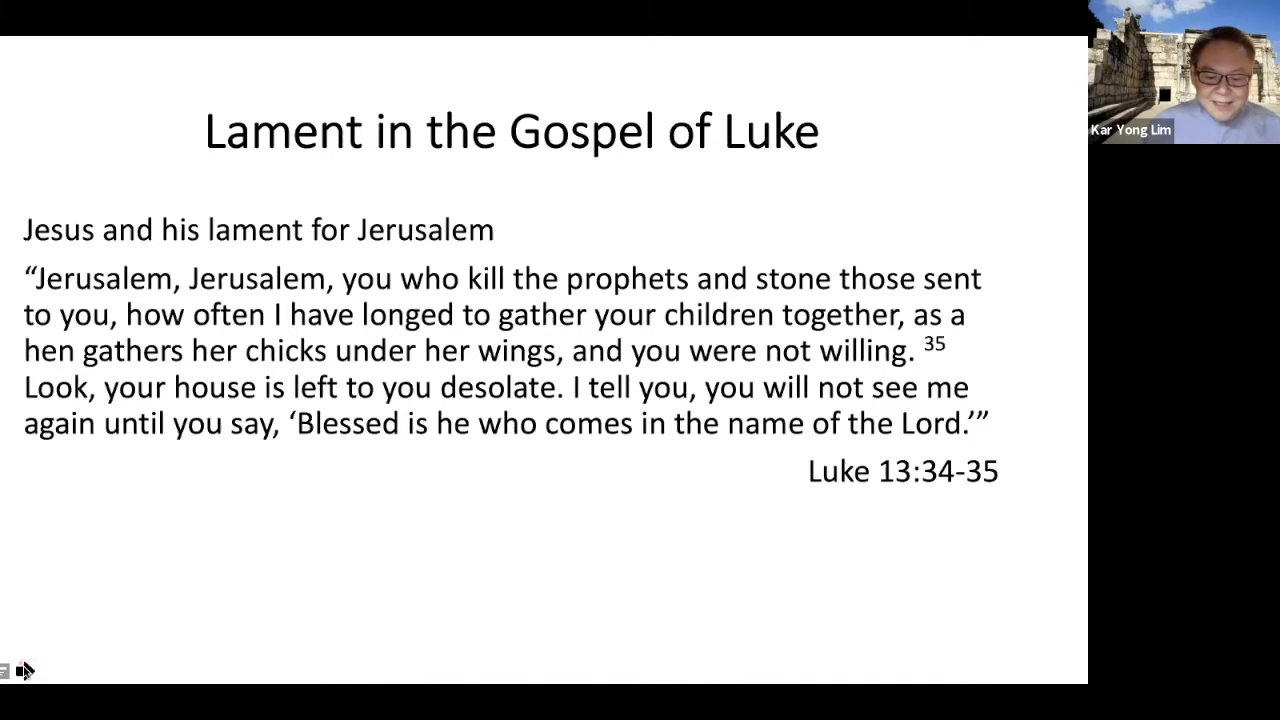 Lament in the Gospel of Luke
Jesus and his lament for Jerusalem
“Jerusalem, Jerusalem, you who kill the prophets and stone those sent
to you, how often I have longed to gather your children together, as a
hen gathers her chicks under her wings, and you were not willing. 35
Look, your house is left to you desolate. I tell you, you will not see me
again until you say, ‘Blessed is he who comes in the name of the Lord.’”
Luke 13:34-35
Kar Yong Lim